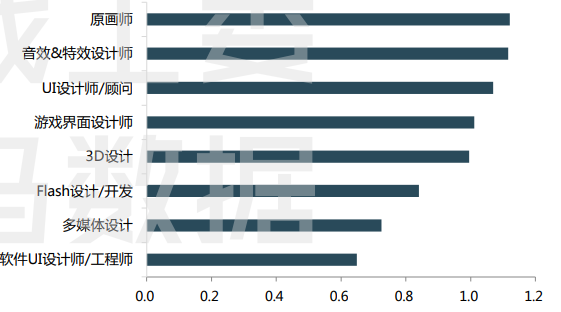 原画师
音效&特效设计师
UI设计师/顾问
游戏界面设计师
3D设计
Flash设计/开发
多媒体设计
软件UI设计师/工程师
0.0 0.2 0.4 0.6 0.8 1.0 1.2
数据